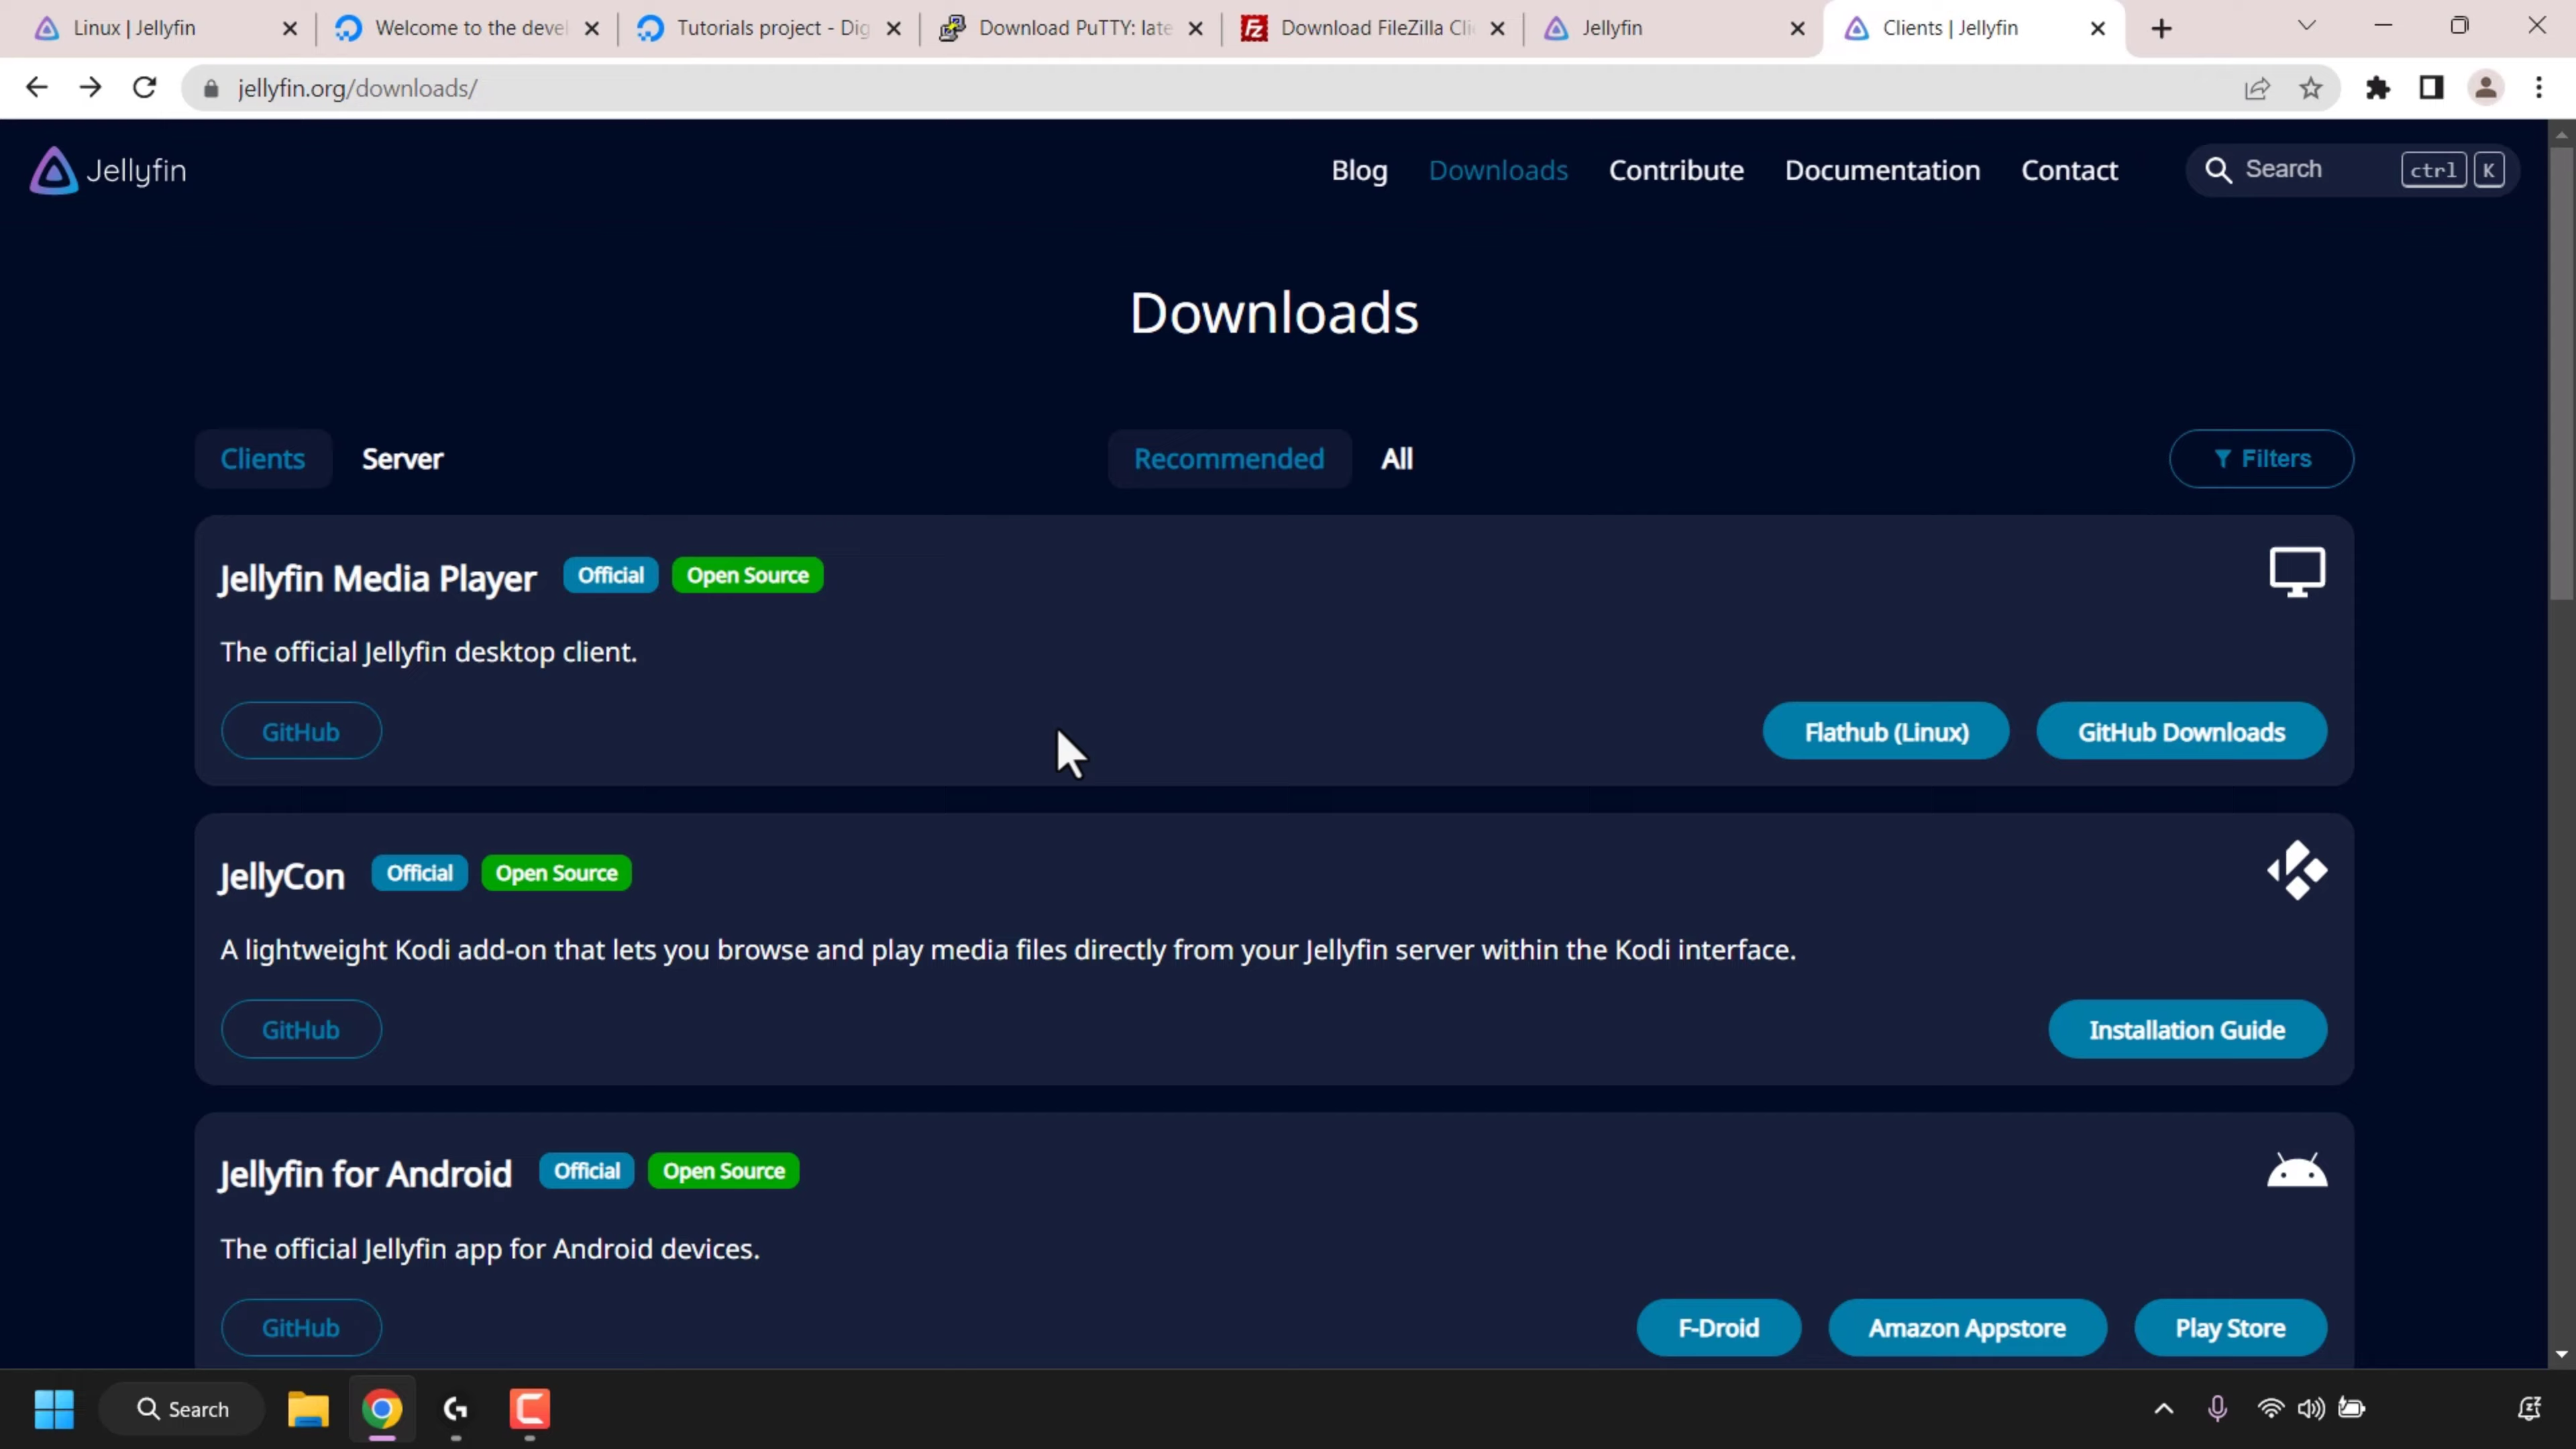 Linux | Jellyfin
Welcome to the devel
Tutorials project - Dig
Download PuTTY: late
Download FileZilla Cli
Jellyfin
Clients | Jellyfin
jellyfin.org/downloads/
Jellyfin
Blog
Downloads
Contribute
Documentation
Contact
Search
ctrl
K
Downloads
Clients
Server
Recommended
All
Filters
Jellyfin Media Player
Official
Open Source
The official Jellyfin desktop client.
GitHub
Flathub (Linux)
GitHub Downloads
JellyCon
Official
Open Source
A lightweight Kodi add-on that lets you browse and play media files directly from your Jellyfin server within the Kodi interface.
GitHub
Installation Guide
Jellyfin for Android
Official
Open Source
The official Jellyfin app for Android devices.
GitHub
F-Droid
Amazon Appstore
Play Store
Search